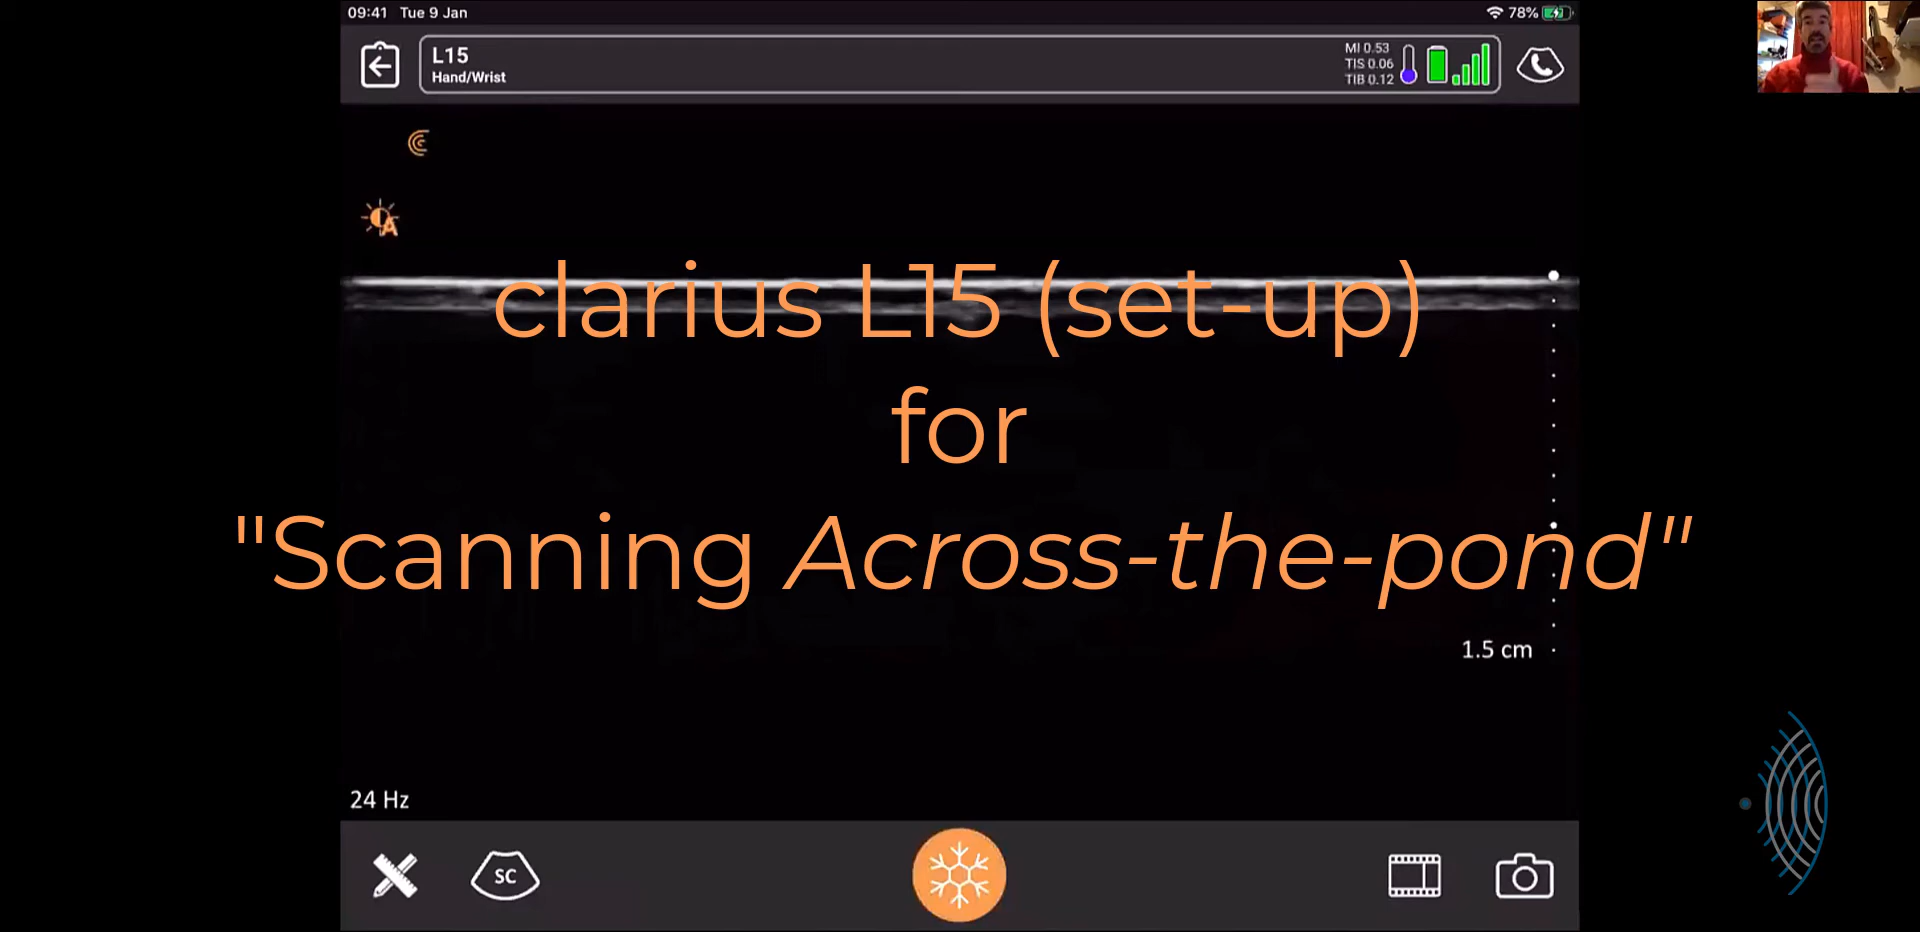 09:41 Tue 9 Jan
78%
L15
Hand/Wrist
MI 0.53
TIS 0.06
TIB 0.12
A
clarius L15 (set-up)
for
"Scanning Across-the-pond"
1.5 cm
24 Hz
SC